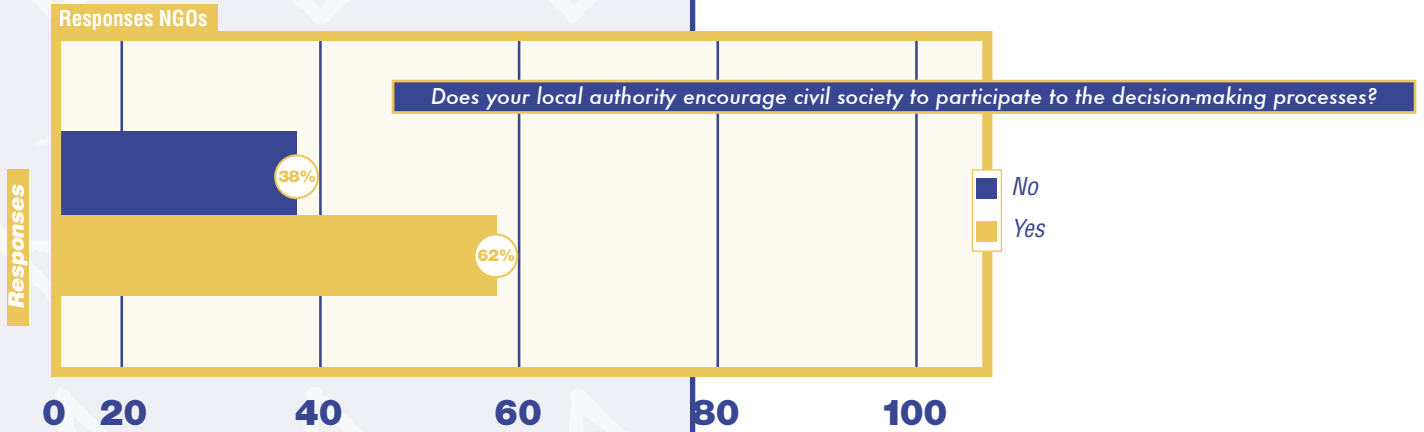 Responses NGOs
Does your local authority encourage civil society to participate to the decision-making processes?
38%
62%
No
Yes
Responses
0 20 40 60 80 100